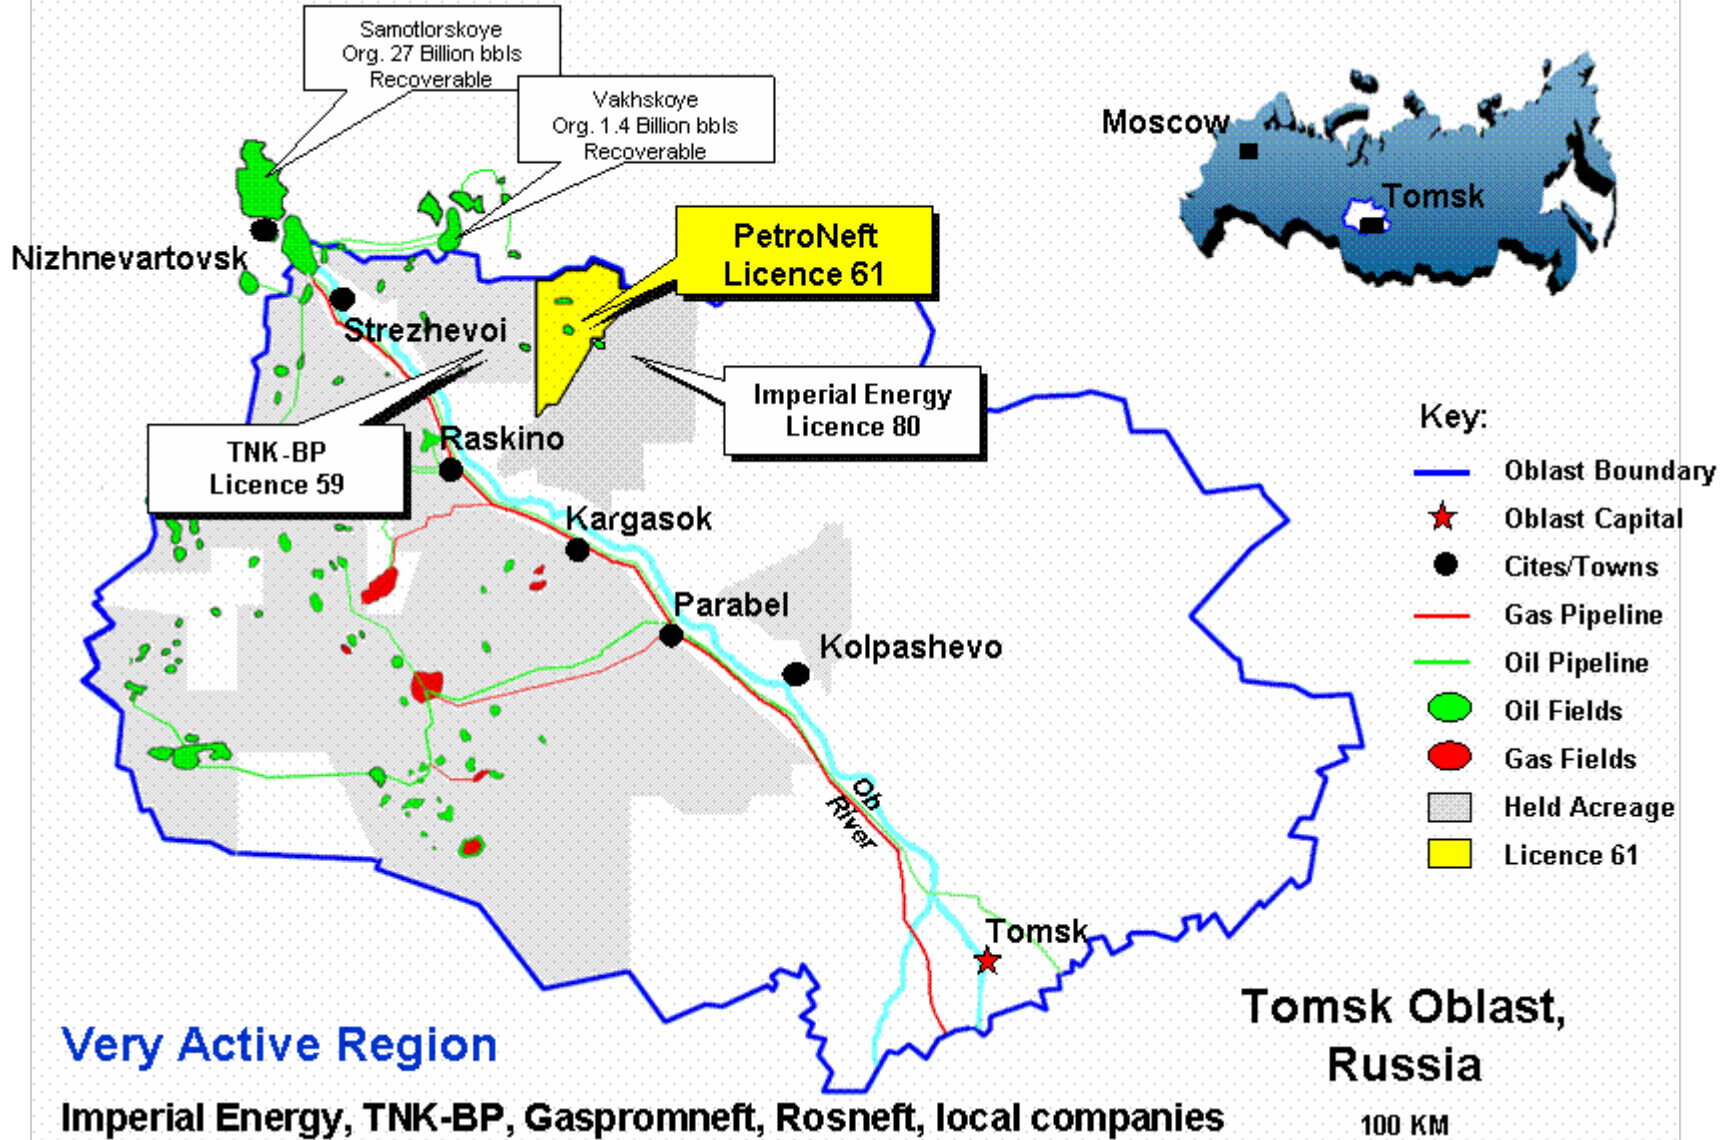 Samotlorskoye
Org. 27 Billion bbls
Recoverable
Vakhskoye
Org. 1.4 Billion bbls
Recoverable
Moscow
Tomsk
PetroNeft
Licence 61
Nizhnevartovsk
Strezhevoi
Imperial Energy
Licence 80
TNK-BP
Licence 59
Raskino
Kargasok
Parabel
Kolpashevo
Ob
River
Tomsk
Key:
Oblast Boundary
Oblast Capital
Cites/Towns
Gas Pipeline
Oil Pipeline
Oil Fields
Gas Fields
Held Acreage
Licence 61
Tomsk Oblast,
Russia
100 KM
Very Active Region
Imperial Energy, TNK-BP, Gaspromneft, Rosneft, local companies